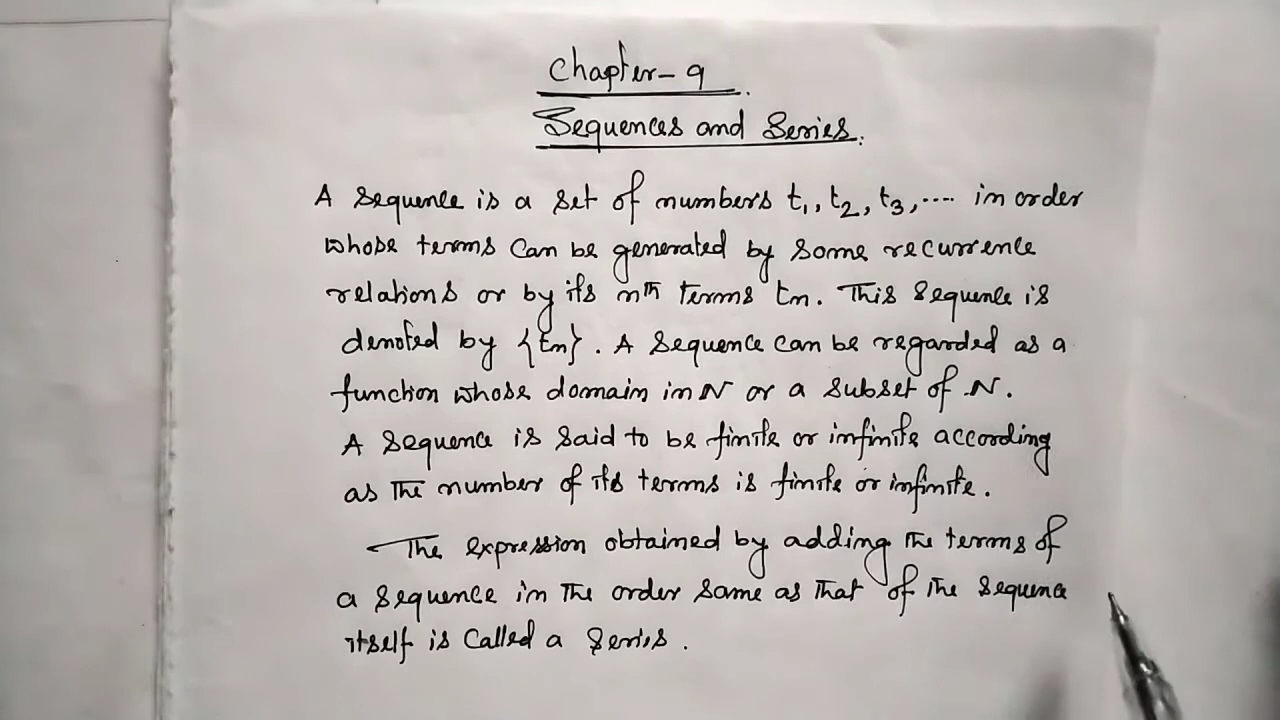 Chapter - 9
Sequences and Series.
A sequence is a set of numbers t₁, t₂, t₃, .... in order
whose terms can be generated by some recurrence
relations or by its nth terms tn. This sequence is
denoted by {tn}. A sequence can be regarded as a
function whose domain in N or a subset of N.
A sequence is said to be finite or infinite according
as the number of its terms is finite or infinite.
The expression obtained by adding the terms of
a sequence in the order same as that of the sequence
itself is called a series.